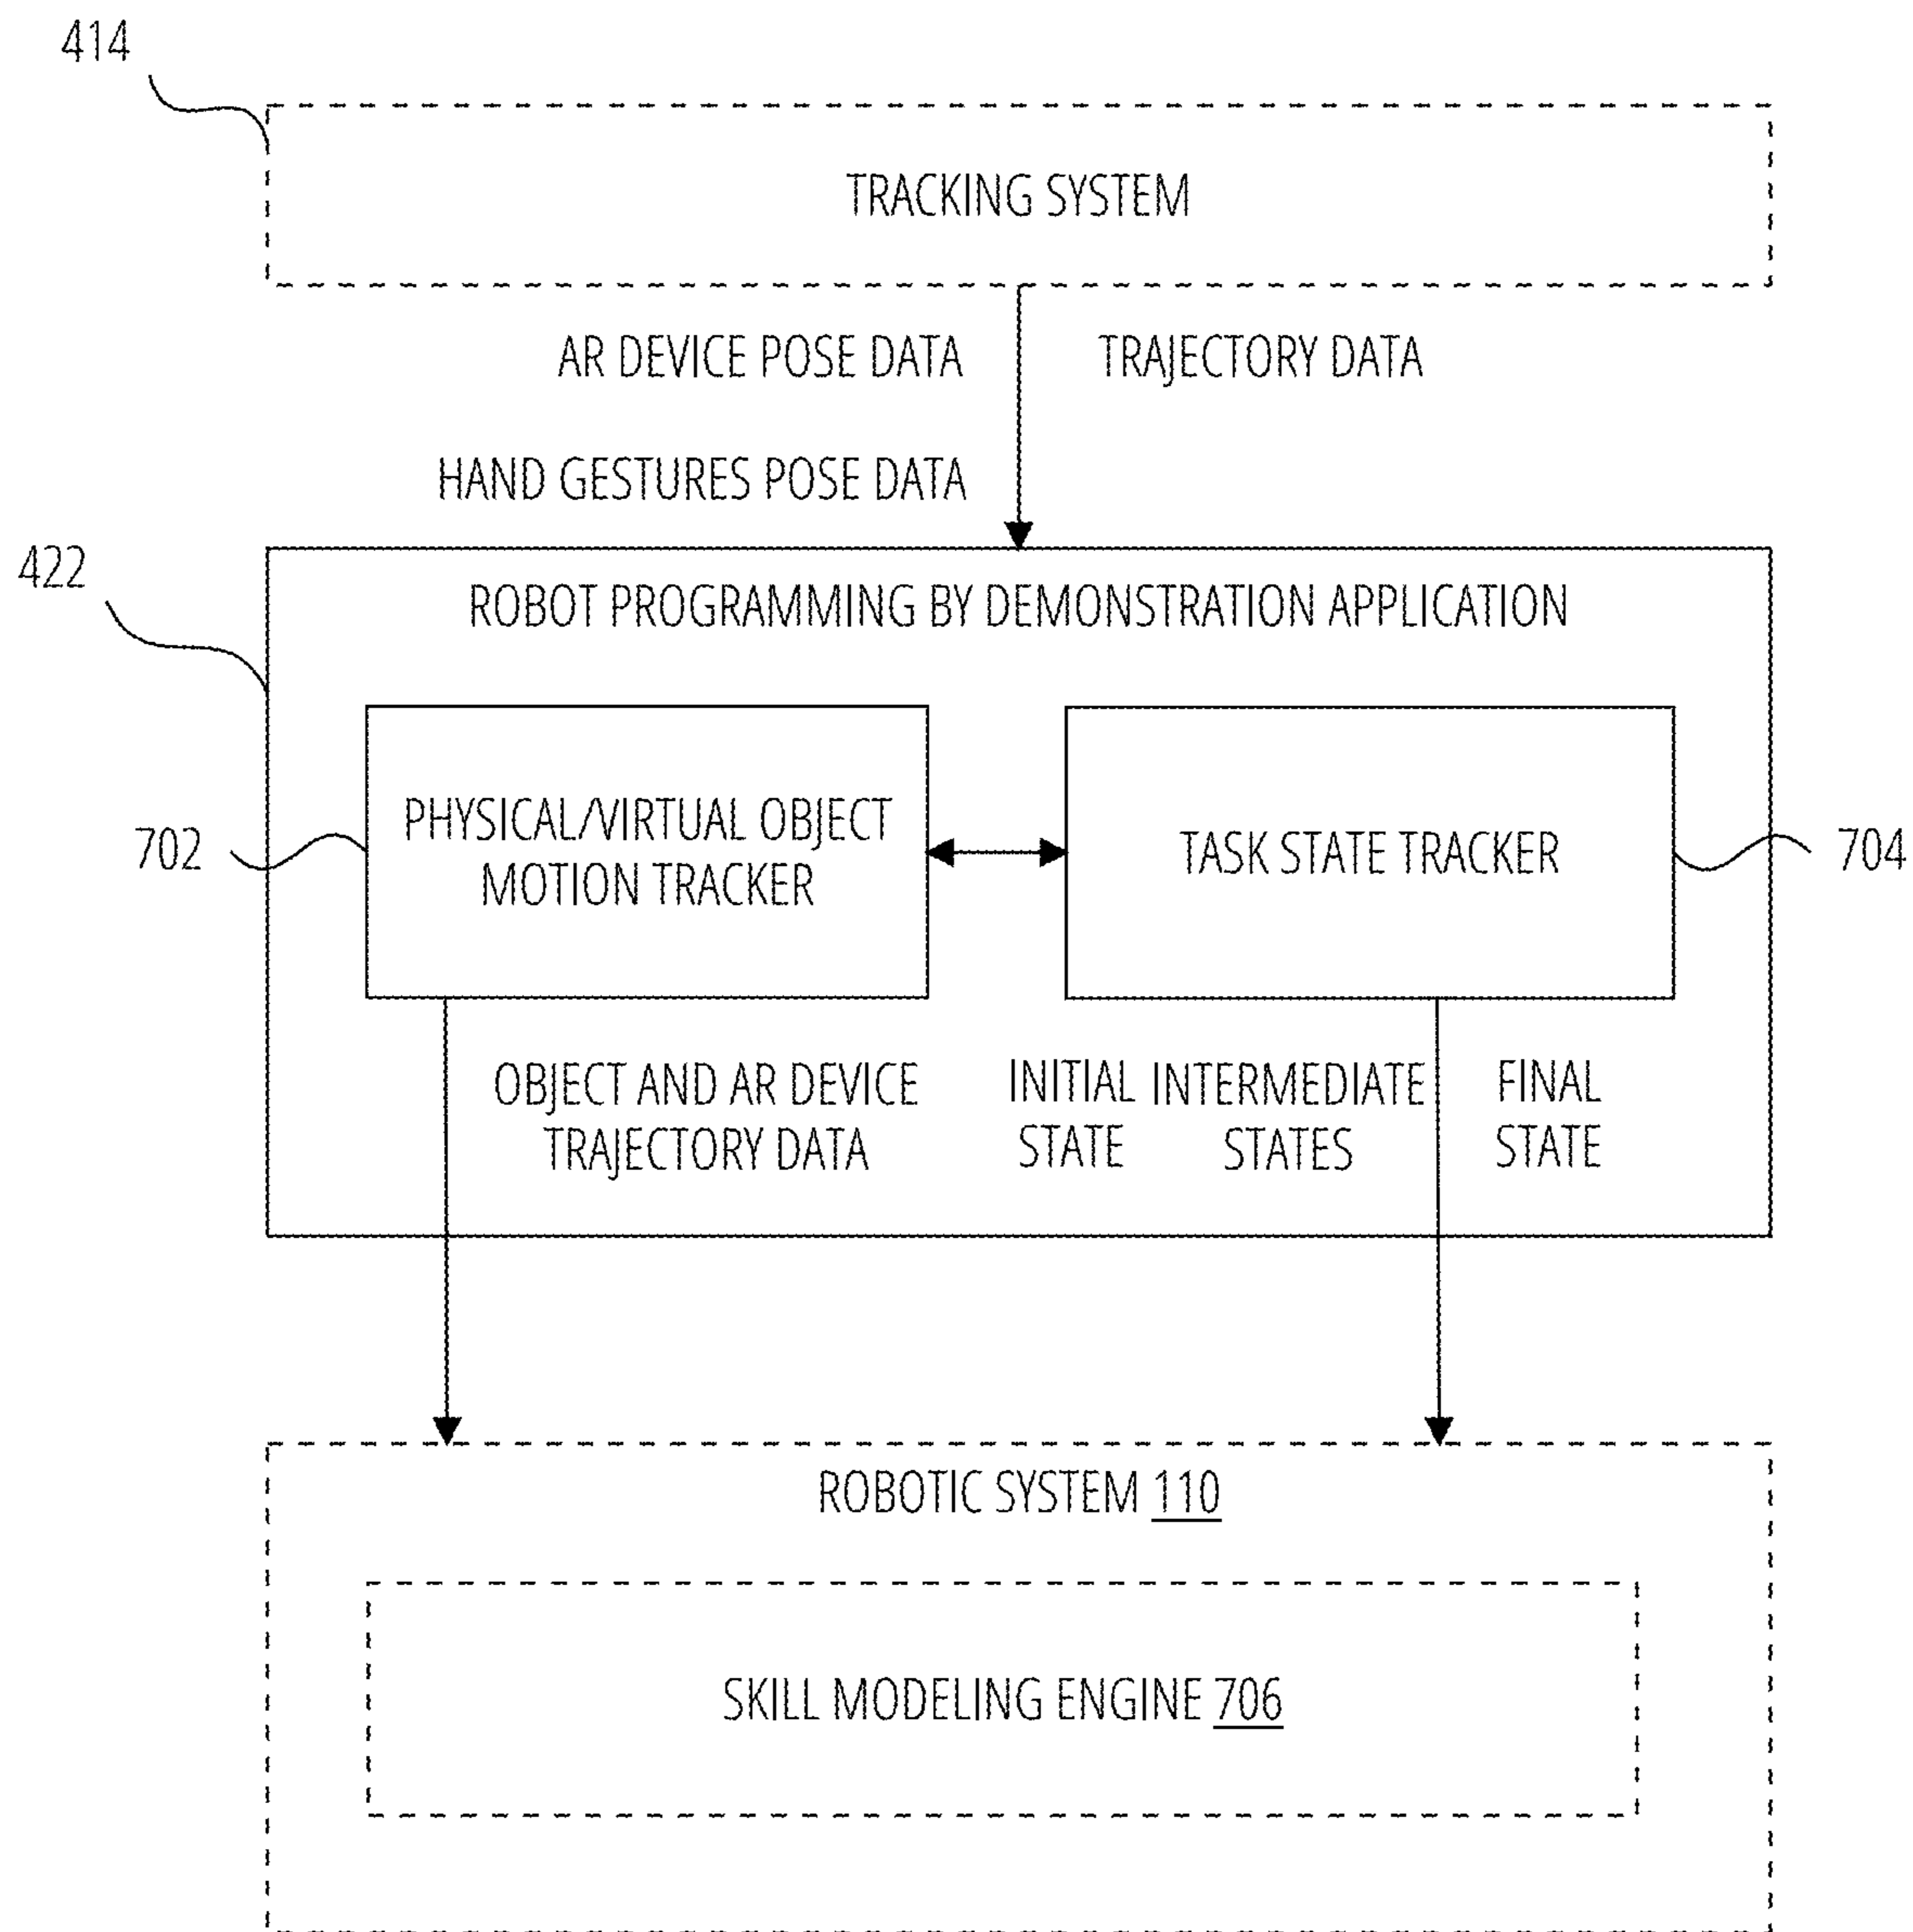 414
TRACKING SYSTEM
AR DEVICE POSE DATA
TRAJECTORY DATA
HAND GESTURES POSE DATA
422
ROBOT PROGRAMMING BY DEMONSTRATION APPLICATION
702
PHYSICAL/VIRTUAL OBJECT
MOTION TRACKER
TASK STATE TRACKER
704
OBJECT AND AR DEVICE
TRAJECTORY DATA
INITIAL
STATE
INTERMEDIATE
STATES
FINAL
STATE
ROBOTIC SYSTEM 110
SKILL MODELING ENGINE 706